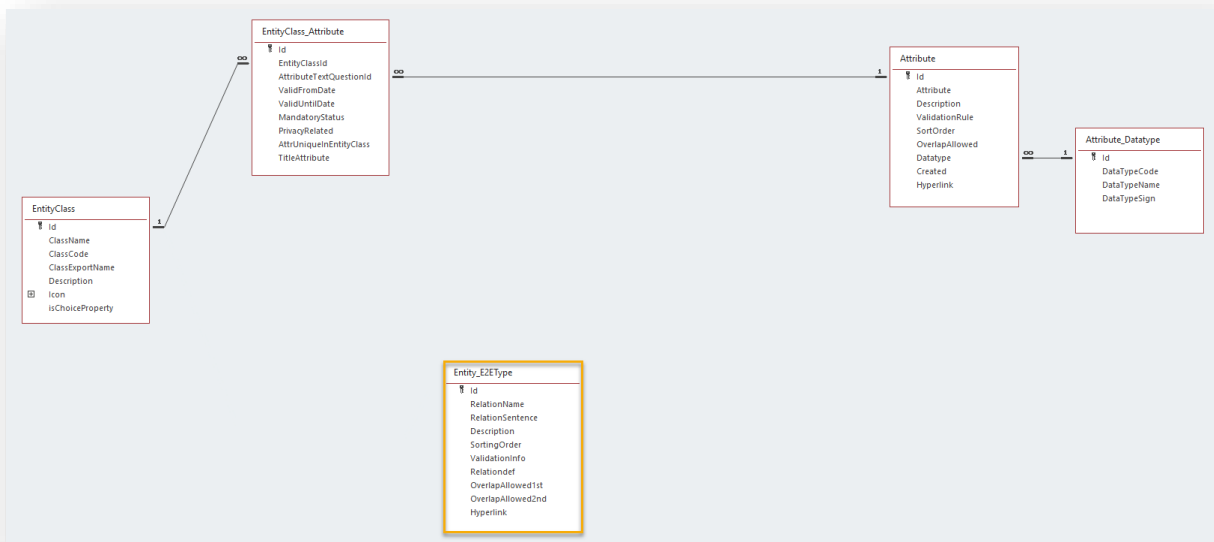 EntityClass_Attribute
Id
EntityClassId
AttributeTextQuestionId
ValidFromDate
ValidUntilDate
MandatoryStatus
PrivacyRelated
AttrUniqueInEntityClass
TitleAttribute
∞
∞
1
Attribute
Id
Attribute
Description
ValidationRule
SortOrder
OverlapAllowed
Datatype
Created
Hyperlink
∞
1
Attribute_Datatype
Id
DataTypeCode
DataTypeName
DataTypeSign
EntityClass
Id
ClassName
ClassCode
ClassExportName
Description
Icon
isChoiceProperty
1
Entity_E2EType
Id
RelationName
RelationSentence
Description
SortingOrder
ValidationInfo
Relationdef
OverlapAllowed1st
OverlapAllowed2nd
Hyperlink